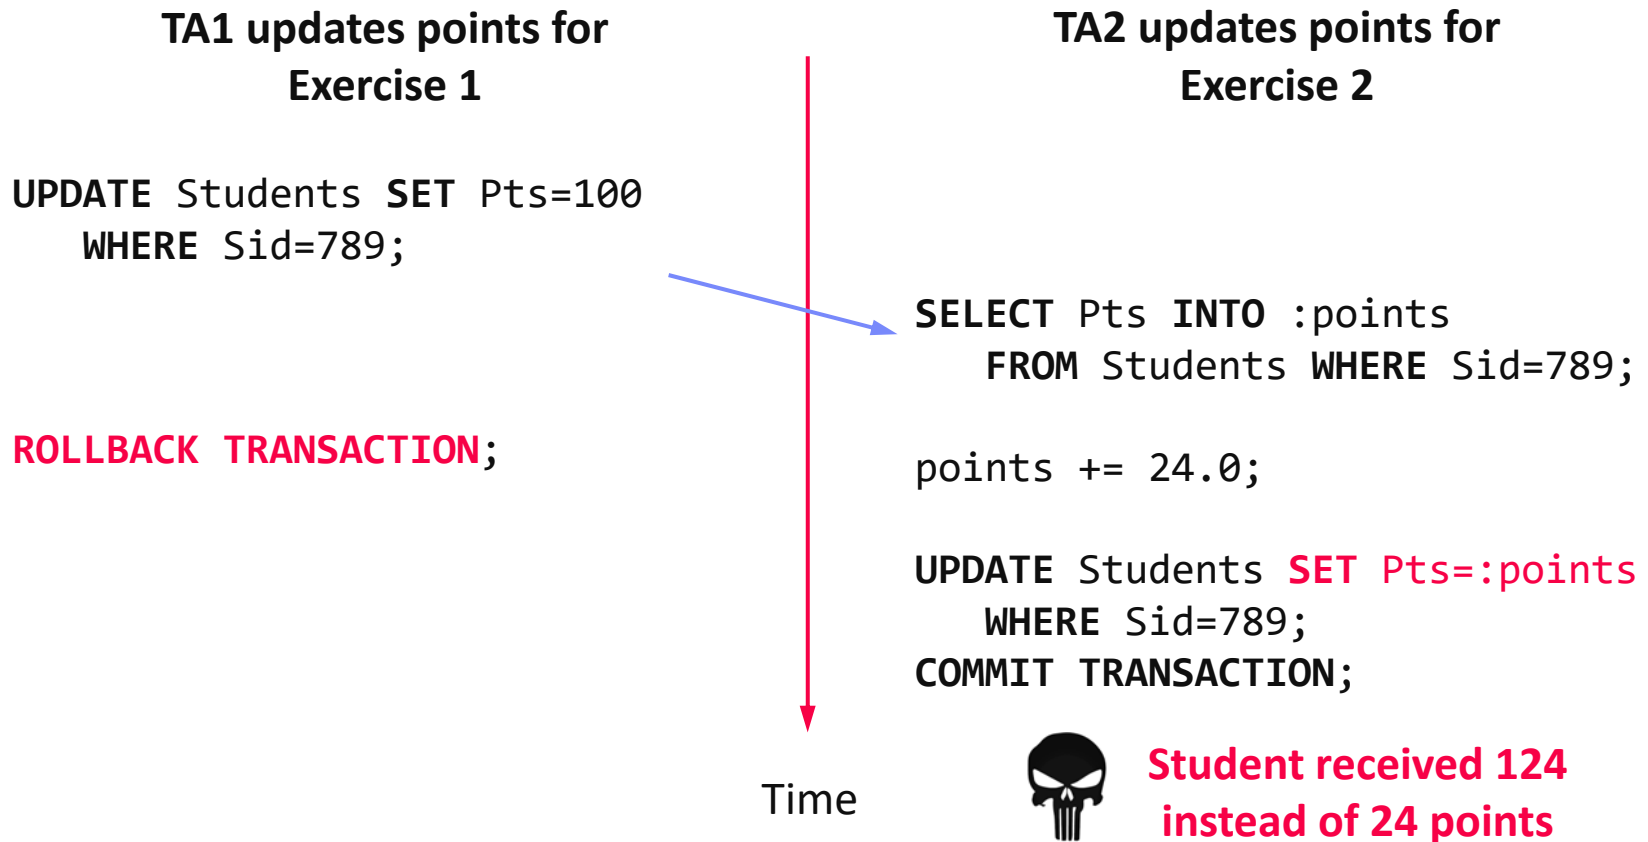 TA1 updates points for
Exercise 1
UPDATE Students SET Pts=100
WHERE Sid=789;
ROLLBACK TRANSACTION;
TA2 updates points for
Exercise 2
SELECT Pts INTO :points
FROM Students WHERE Sid=789;
points += 24.0;
UPDATE Students SET Pts=:points
WHERE Sid=789;
COMMIT TRANSACTION;
Time
Student received 124
instead of 24 points